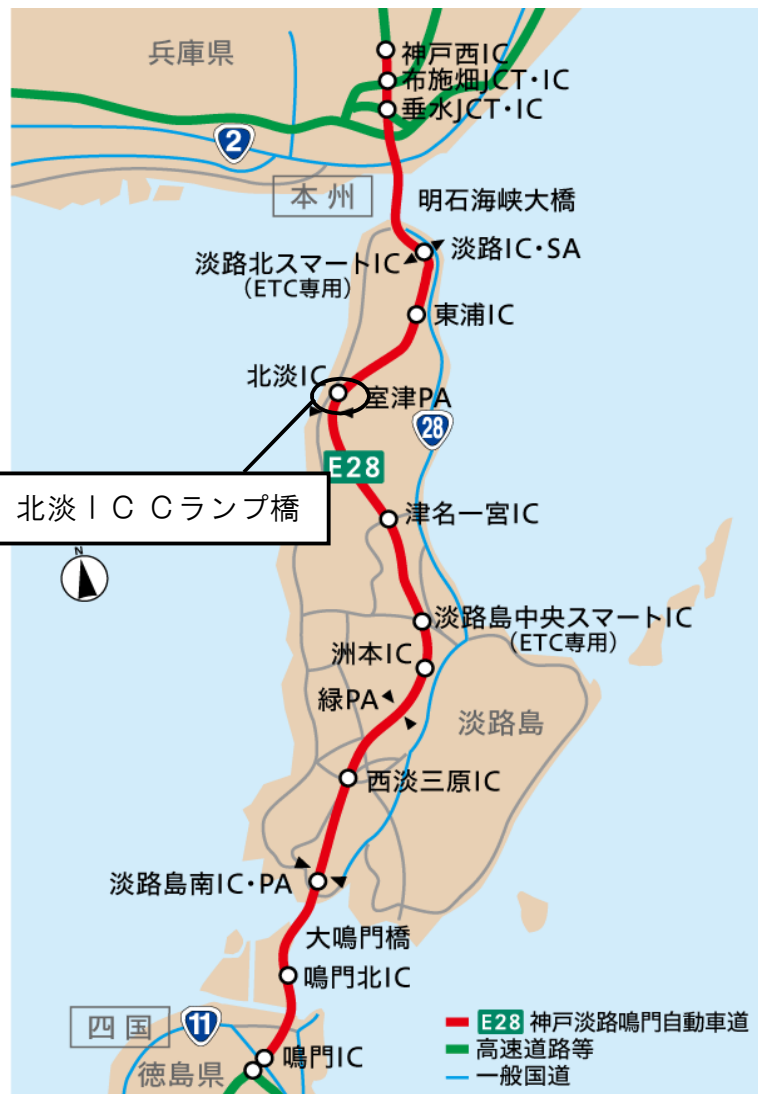 兵庫県
神戸西IC
布施畑JCT・IC
垂水JCT・IC
2
本州
明石海峡大橋
淡路IC・SA
淡路北スマートIC
(ETC専用)
東浦IC
北淡IC
室津PA
28
E28
北淡ＩＣ Ｃランプ橋
津名一宮IC
N
淡路島中央スマートIC
(ETC専用)
洲本IC
緑PA
淡路島
西淡三原IC
淡路島南IC・PA
大鳴門橋
鳴門北IC
四国
11
鳴門IC
徳島県
E28 神戸淡路鳴門自動車道
高速道路等
一般国道